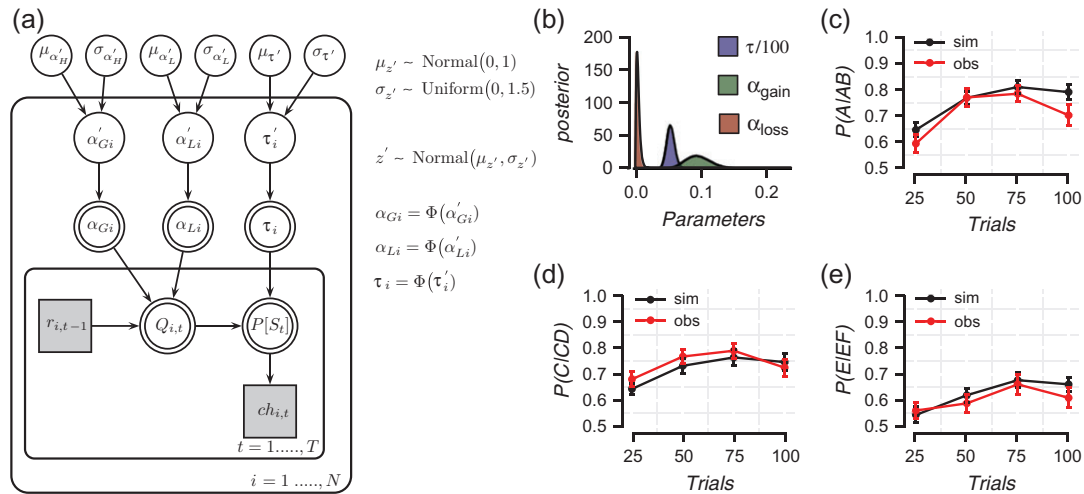 (a)
μα'H σα'H μα'L σα'L μτ' στ'
α'Gi α'Li τ'i
αGi αLi τi
ri,t−1 Qi,t P[St]
chi,t
t = 1....., T
i = 1 ....., N
μz' ~ Normal(0, 1)
σz' ~ Uniform(0, 1.5)
z' ~ Normal(μz', σz')
αGi = Φ(α'Gi)
αLi = Φ(α'Li)
τi = Φ(τ'i)
(b)
posterior
200
150
100
50
0
τ/100
αgain
αloss
0.0 0.1 0.2
Parameters
(c)
P(A/AB)
1.0
0.9
0.8
0.7
0.6
0.5
sim
obs
25 50 75 100
Trials
(d)
P(C/CD)
1.0
0.9
0.8
0.7
0.6
0.5
sim
obs
25 50 75 100
Trials
(e)
P(E/EF)
1.0
0.9
0.8
0.7
0.6
0.5
sim
obs
25 50 75 100
Trials